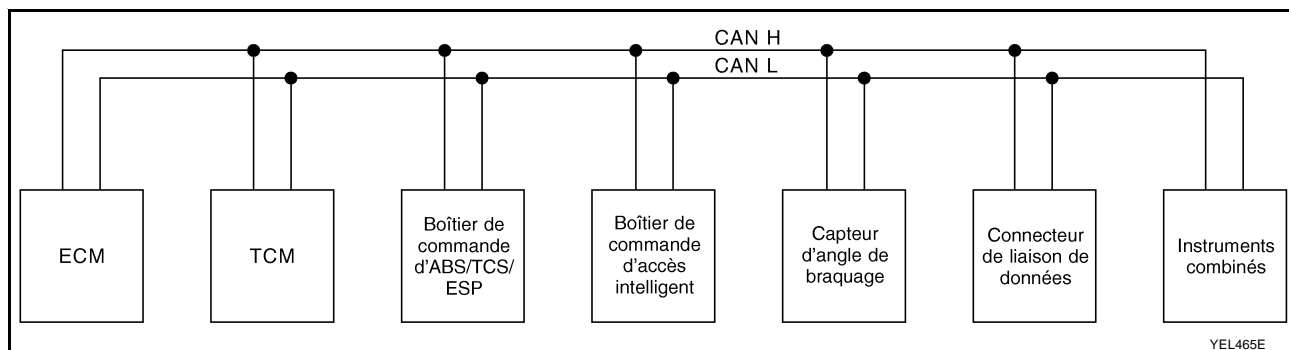 CAN H
CAN L
ECM
TCM
Boîtier de
commande
d'ABS/TCS/
ESP
Boîtier de
commande
d'accès
intelligent
Capteur
d'angle de
braquage
Connecteur
de liaison de
données
Instruments
combinés
YEL465E